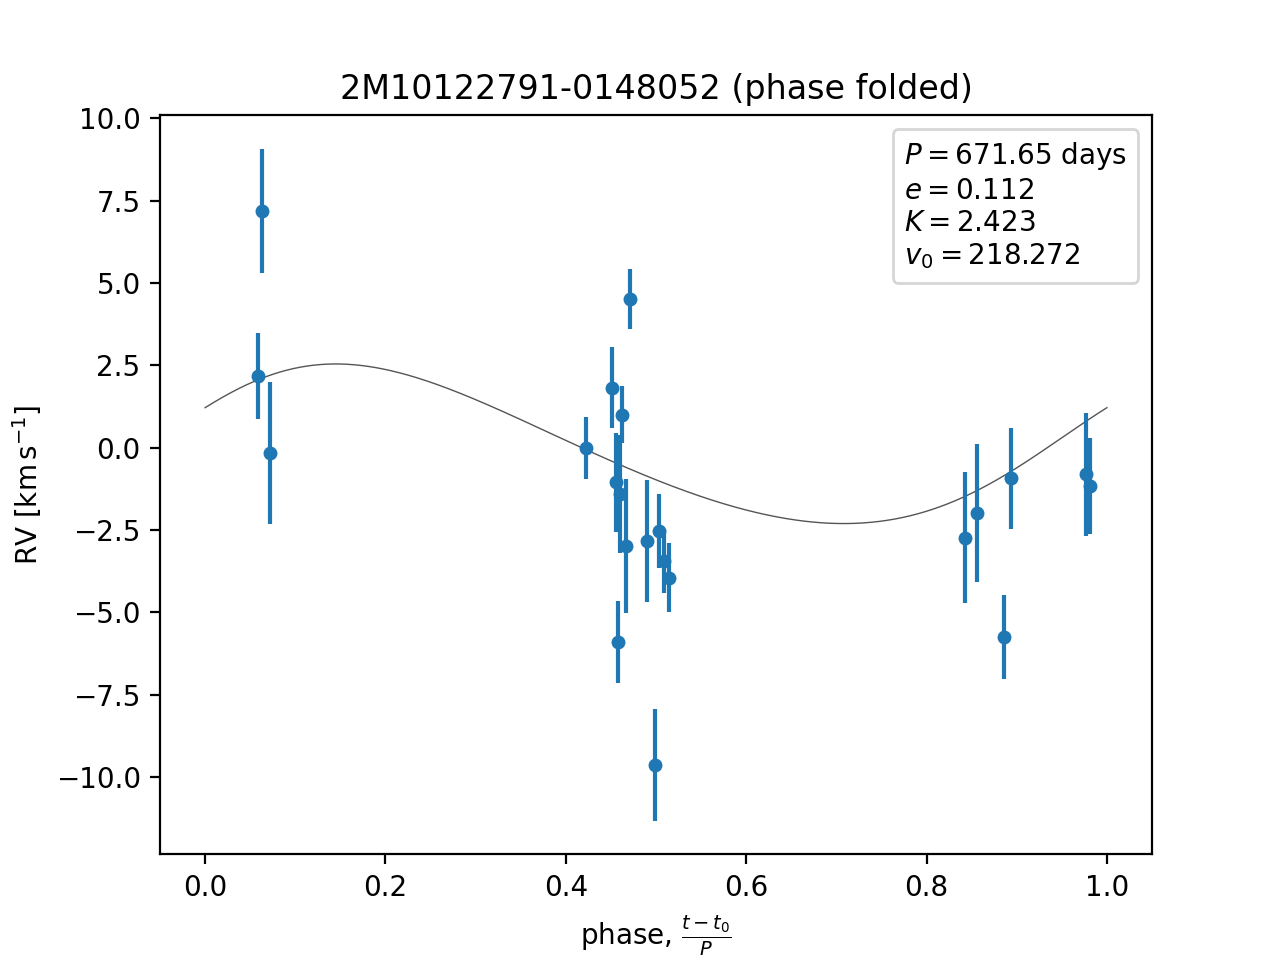 2M10122791-0148052 (phase folded)
P = 671.65 days
e = 0.112
K = 2.423
v₀ = 218.272
RV [km s⁻¹]
10.0
7.5
5.0
2.5
0.0
−2.5
−5.0
−7.5
−10.0
0.0 0.2 0.4 0.6 0.8 1.0
phase, (t − t₀)/P